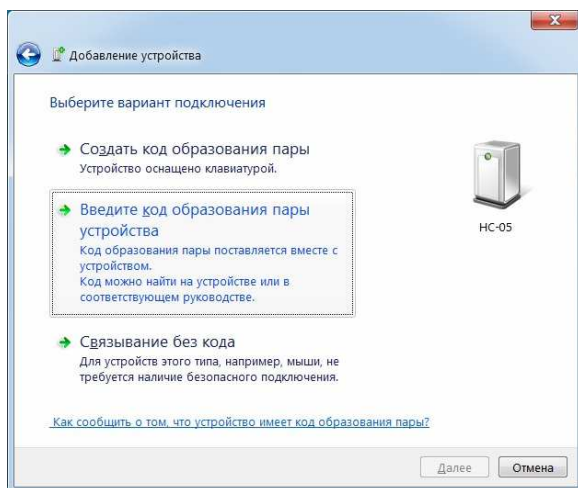 Добавление устройства
Выберите вариант подключения
Создать код образования пары
Устройство оснащено клавиатурой.
Введите код образования пары
устройства
Код образования пары поставляется вместе с
устройством.
Код можно найти на устройстве или в
соответствующем руководстве.
HC-05
Связывание без кода
Для устройств этого типа, например, мыши, не
требуется наличие безопасного подключения.
Как сообщить о том, что устройство имеет код образования пары?
Далее
Отмена